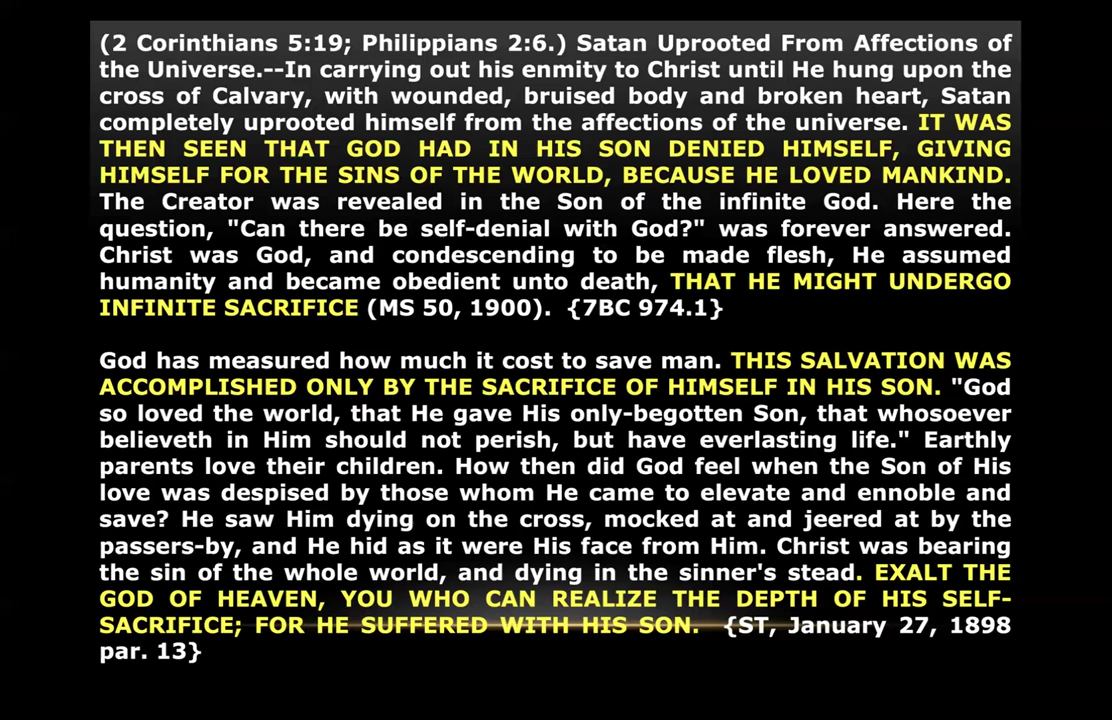 (2 Corinthians 5:19; Philippians 2:6.) Satan Uprooted From Affections of
the Universe.--In carrying out his enmity to Christ until He hung upon the
cross of Calvary, with wounded, bruised body and broken heart, Satan
completely uprooted himself from the affections of the universe. IT WAS
THEN SEEN THAT GOD HAD IN HIS SON DENIED HIMSELF, GIVING
HIMSELF FOR THE SINS OF THE WORLD, BECAUSE HE LOVED MANKIND.
The Creator was revealed in the Son of the infinite God. Here the
question, "Can there be self-denial with God?" was forever answered.
Christ was God, and condescending to be made flesh, He assumed
humanity and became obedient unto death, THAT HE MIGHT UNDERGO
INFINITE SACRIFICE (MS 50, 1900). {7BC 974.1}
God has measured how much it cost to save man. THIS SALVATION WAS
ACCOMPLISHED ONLY BY THE SACRIFICE OF HIMSELF IN HIS SON. "God
so loved the world, that He gave His only-begotten Son, that whosoever
believeth in Him should not perish, but have everlasting life." Earthly
parents love their children. How then did God feel when the Son of His
love was despised by those whom He came to elevate and ennoble and
save? He saw Him dying on the cross, mocked at and jeered at by the
passers-by, and He hid as it were His face from Him. Christ was bearing
the sin of the whole world, and dying in the sinner's stead. EXALT THE
GOD OF HEAVEN, YOU WHO CAN REALIZE THE DEPTH OF HIS SELF-
SACRIFICE; FOR HE SUFFERED WITH HIS SON. {ST, January 27, 1898
par. 13}